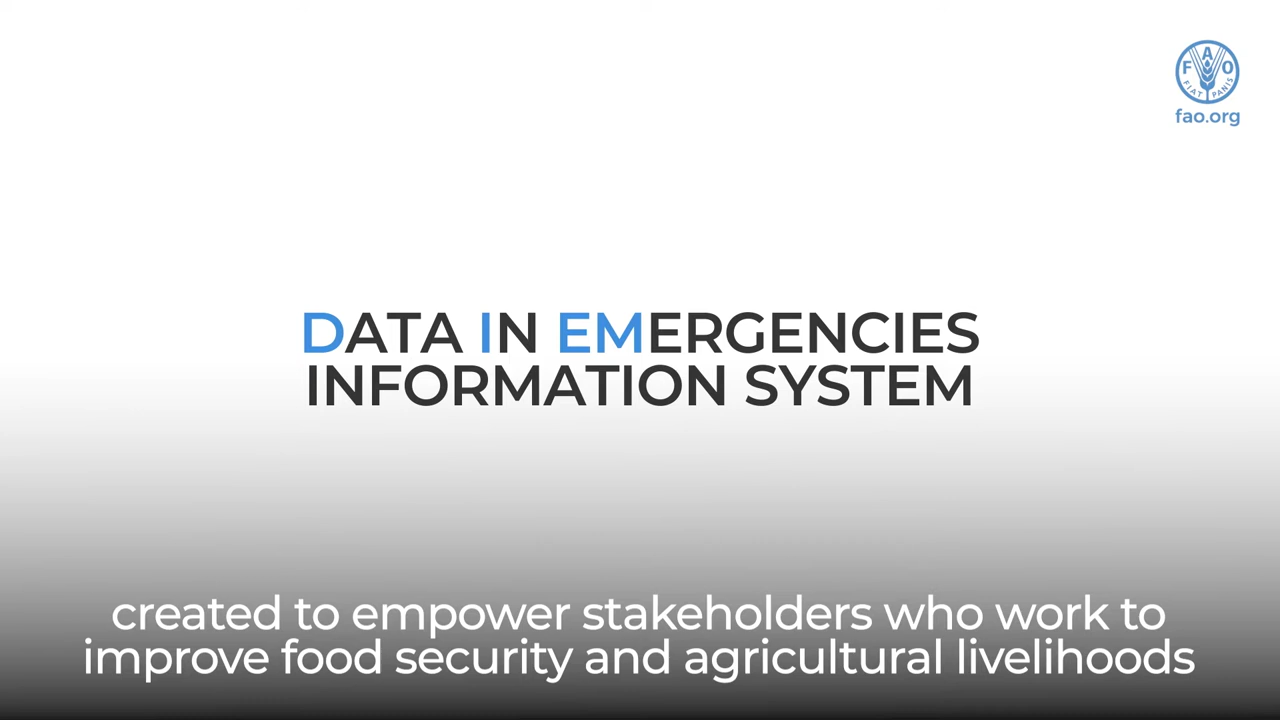 F A O
FIAT PANIS
fao.org
DATA IN EMERGENCIES
INFORMATION SYSTEM
created to empower stakeholders who work to
improve food security and agricultural livelihoods